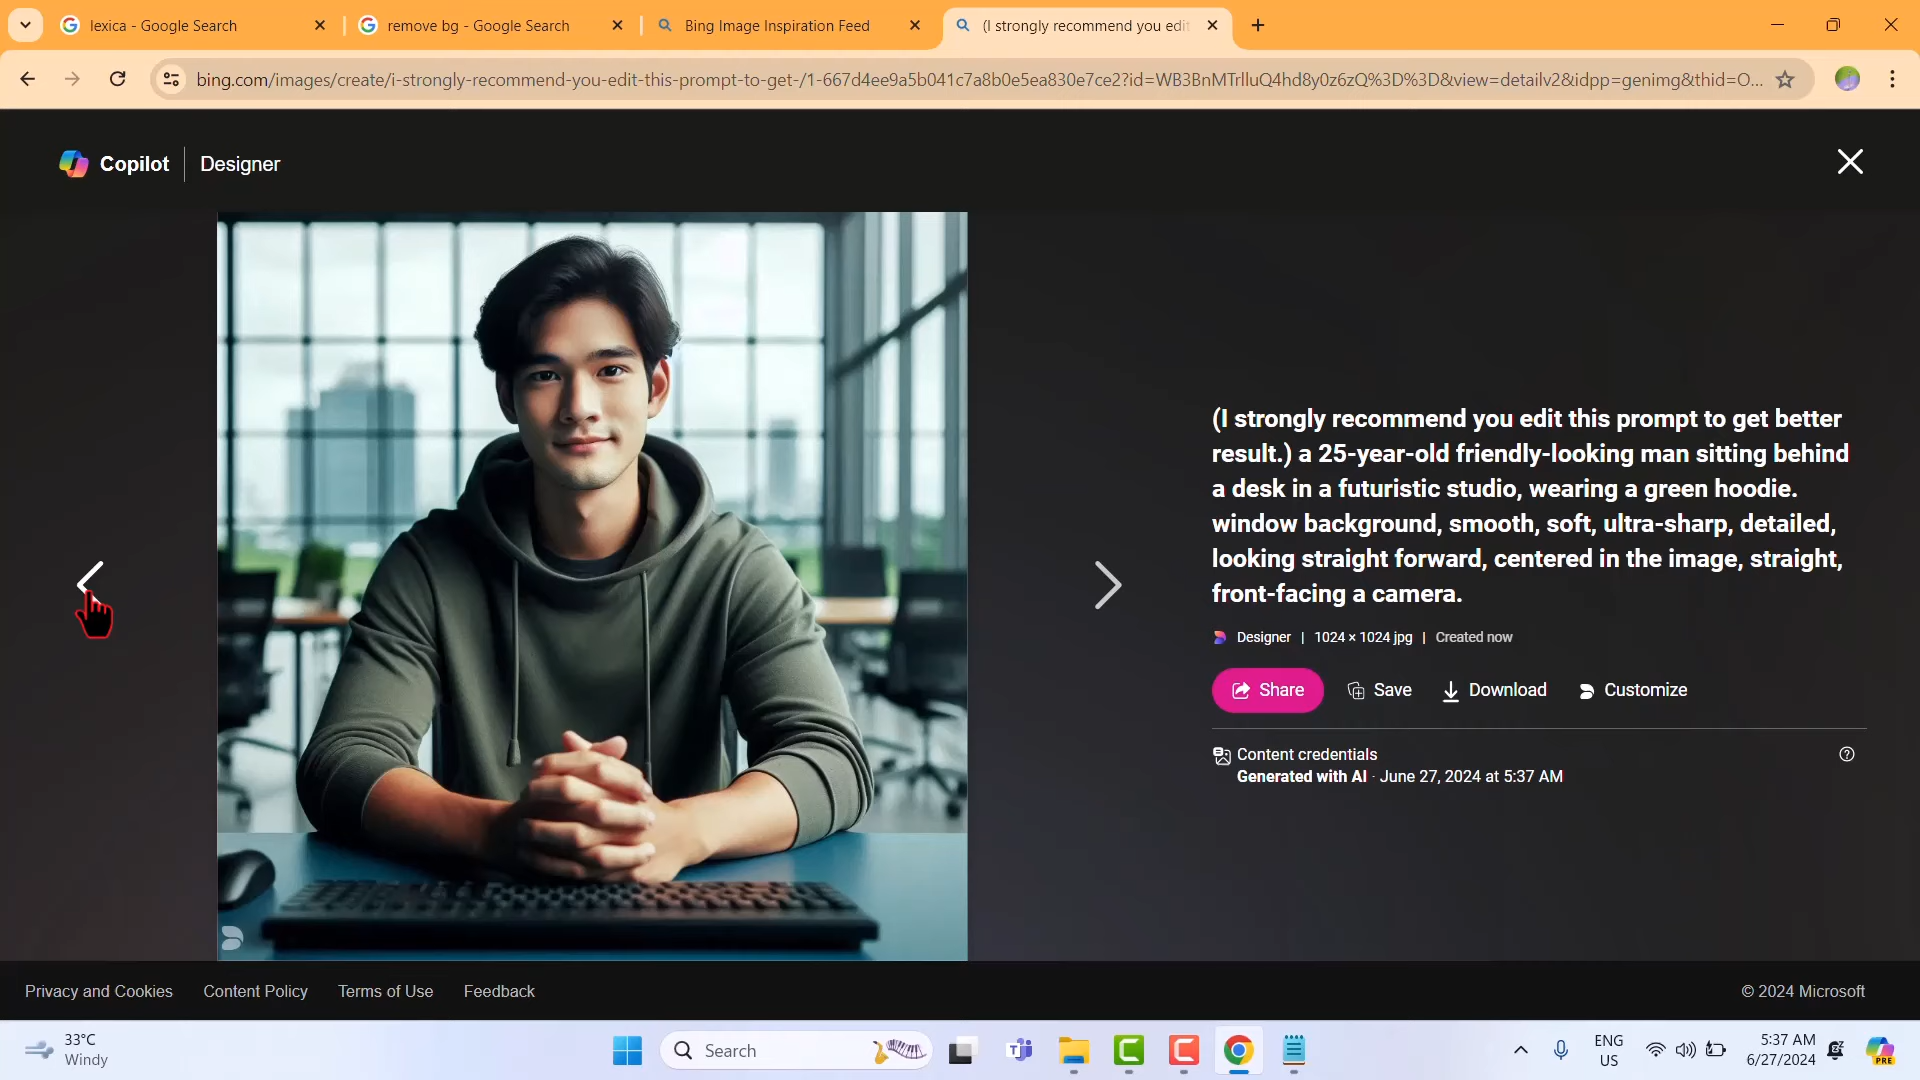 lexica - Google Search
remove bg - Google Search
Bing Image Inspiration Feed
(I strongly recommend you edit
bing.com/images/create/i-strongly-recommend-you-edit-this-prompt-to-get-/1-667d4ee9a5b041c7a8b0e5ea830e7ce2?id=WB3BnMTrlluQ4hd8y0z6zQ%3D%3D&view=detailv2&idpp=genimg&thid=O...
Copilot
Designer
(I strongly recommend you edit this prompt to get better
result.) a 25-year-old friendly-looking man sitting behind
a desk in a futuristic studio, wearing a green hoodie.
window background, smooth, soft, ultra-sharp, detailed,
looking straight forward, centered in the image, straight,
front-facing a camera.
Designer | 1024 × 1024 jpg | Created now
Share
Save
Download
Customize
Content credentials
Generated with AI · June 27, 2024 at 5:37 AM
Privacy and Cookies
Content Policy
Terms of Use
Feedback
© 2024 Microsoft
33°C
Windy
Search
ENG
US
5:37 AM
6/27/2024
PRE